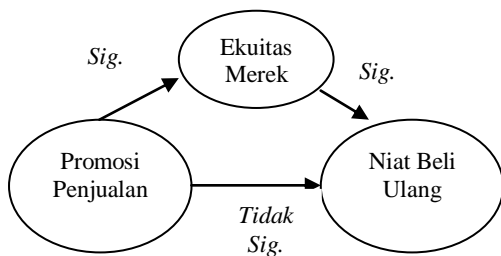 Ekuitas
Merek
Sig.
Sig.
Promosi
Penjualan
Niat Beli
Ulang
Tidak
Sig.